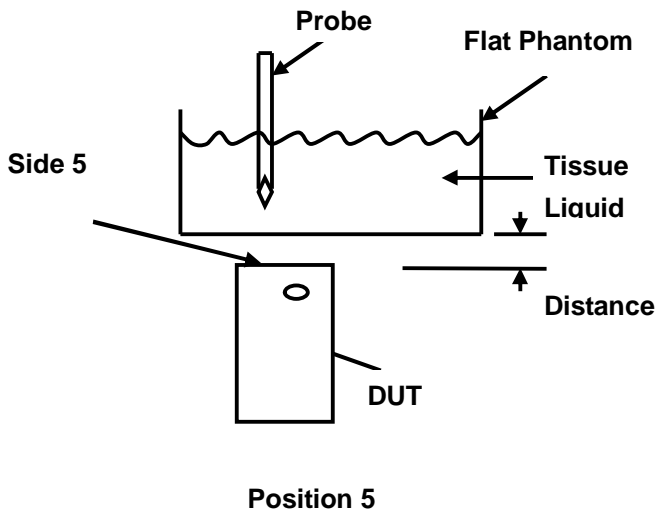 Probe
Flat Phantom
Side 5
Tissue
Liquid
Distance
DUT
Position 5